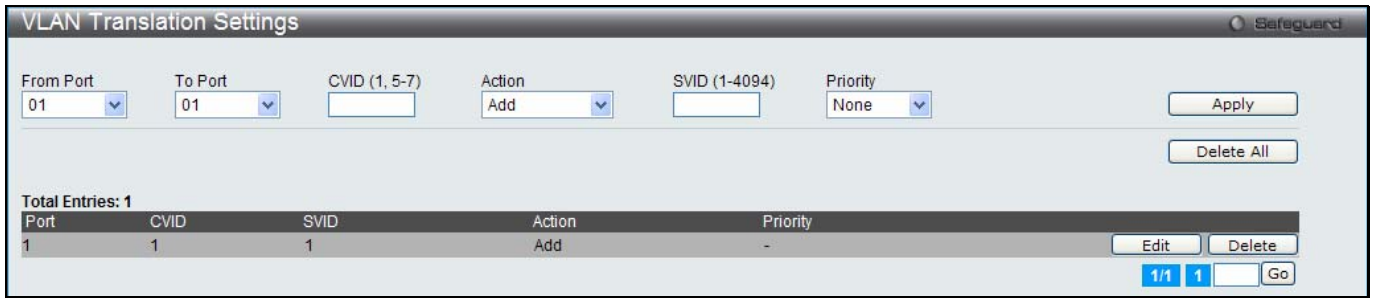 VLAN Translation Settings Safeguard
From Port To Port CVID (1, 5-7) Action SVID (1-4094) Priority
01 01 Add None Apply
Delete All
Total Entries: 1
Port CVID SVID Action Priority
1 1 1 Add - Edit Delete
1/1 1 Go